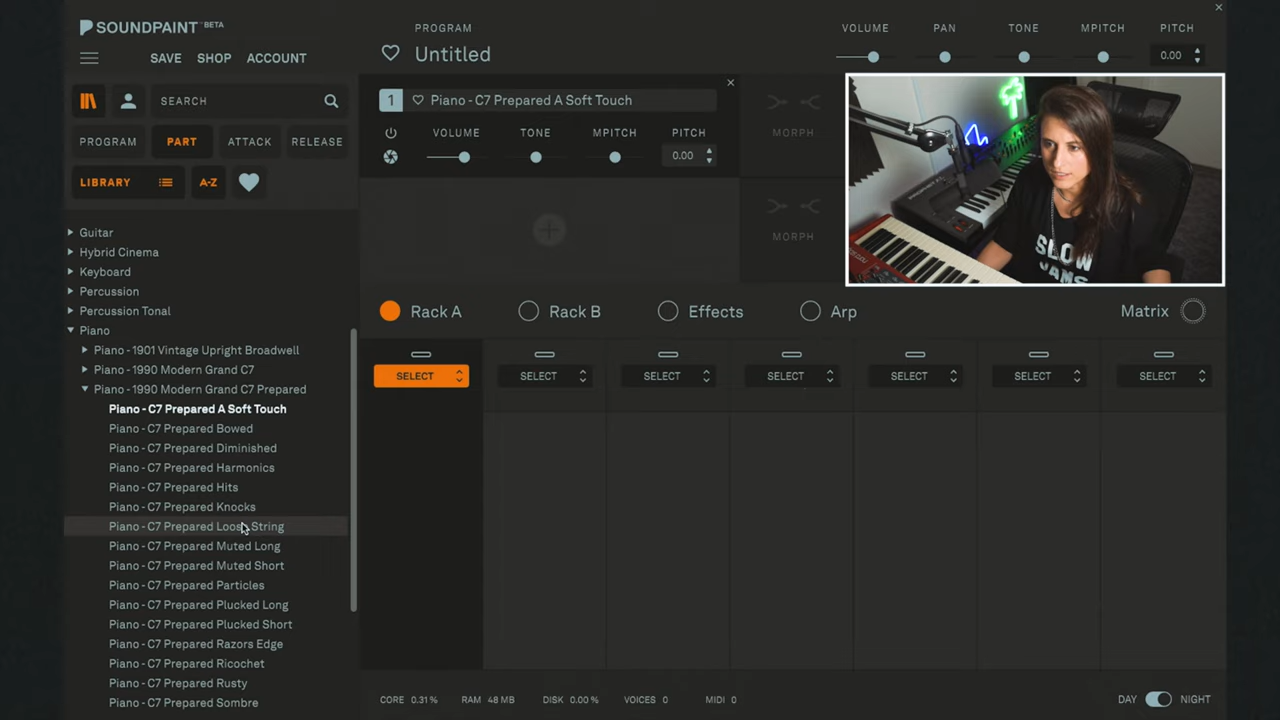 SOUNDPAINT BETA
SAVE SHOP ACCOUNT
SEARCH
PROGRAM PART ATTACK RELEASE
LIBRARY A-Z
Guitar
Hybrid Cinema
Keyboard
Percussion
Percussion Tonal
Piano
Piano - 1901 Vintage Upright Broadwell
Piano - 1990 Modern Grand C7
Piano - 1990 Modern Grand C7 Prepared
Piano - C7 Prepared A Soft Touch
Piano - C7 Prepared Bowed
Piano - C7 Prepared Diminished
Piano - C7 Prepared Harmonics
Piano - C7 Prepared Hits
Piano - C7 Prepared Knocks
Piano - C7 Prepared Loose String
Piano - C7 Prepared Muted Long
Piano - C7 Prepared Muted Short
Piano - C7 Prepared Particles
Piano - C7 Prepared Plucked Long
Piano - C7 Prepared Plucked Short
Piano - C7 Prepared Razors Edge
Piano - C7 Prepared Ricochet
Piano - C7 Prepared Rusty
Piano - C7 Prepared Sombre
PROGRAM
Untitled
VOLUME PAN TONE MPITCH PITCH
0.00
1 Piano - C7 Prepared A Soft Touch
VOLUME TONE MPITCH PITCH
0.00
MORPH
MORPH
SLOW
JAMS
Rack A Rack B Effects Arp Matrix
SELECT SELECT SELECT SELECT SELECT SELECT SELECT
CORE 0.31% RAM 48 MB DISK 0.00 % VOICES 0 MIDI 0
DAY NIGHT